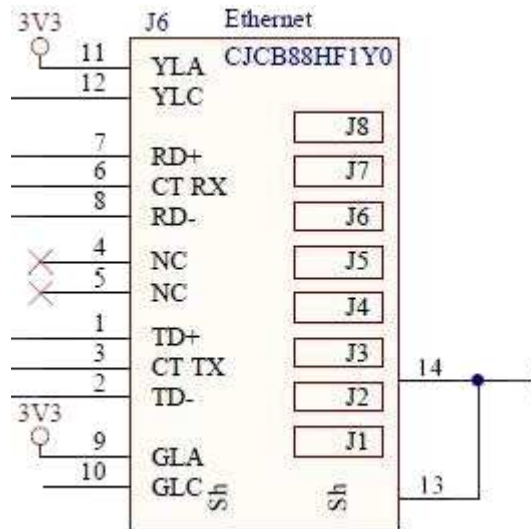 3V3 J6 Ethernet
CJCB88HF1Y0
11 YLA
12 YLC
J8
7 RD+
J7
6 CT RX
8 RD-
J6
4 NC
J5
5 NC
J4
1 TD+
J3
3 CT TX
14
2 TD-
J2
3V3
9 GLA
J1
10 GLC
Sh Sh
13